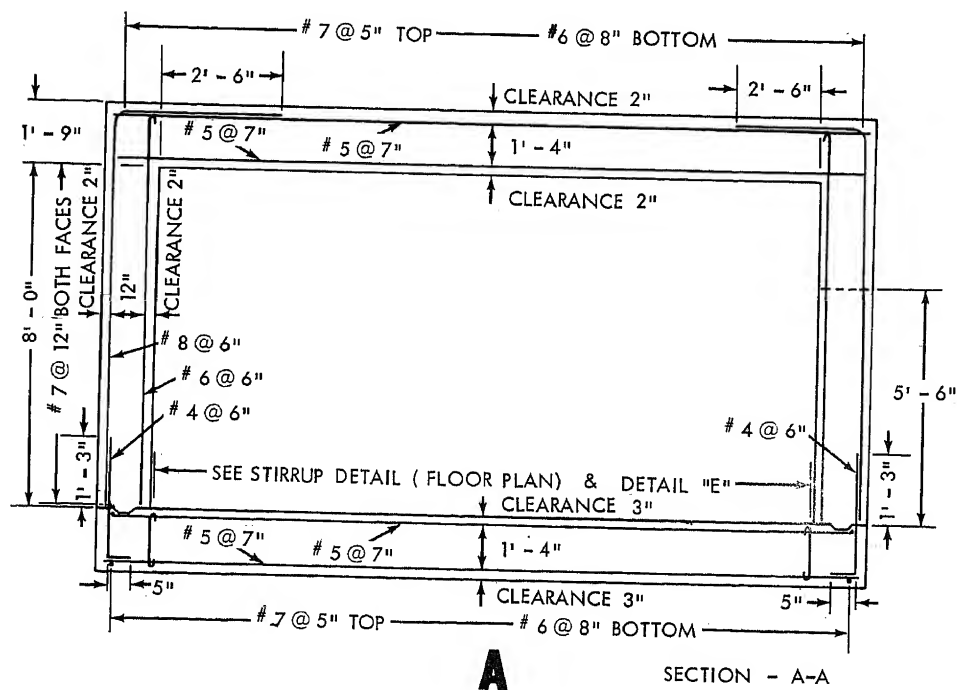 # 7 @ 5" TOP #6 @ 8" BOTTOM
2' - 6" 2' - 6"
CLEARANCE 2"
1' - 9"
# 5 @ 7" # 5 @ 7" 1' - 4"
CLEARANCE 2"
8' - 0"
# 7 @ 12" BOTH FACES
CLEARANCE 2"
12"
CLEARANCE 2"
# 8 @ 6"
# 6 @ 6"
# 4 @ 6"
5' - 6"
# 4 @ 6"
1' - 3"
1' - 3"
SEE STIRRUP DETAIL ( FLOOR PLAN) & DETAIL "E"
CLEARANCE 3"
# 5 @ 7" # 5 @ 7" 1' - 4"
5" CLEARANCE 3" 5"
# 7 @ 5" TOP # 6 @ 8" BOTTOM
A
SECTION - A-A